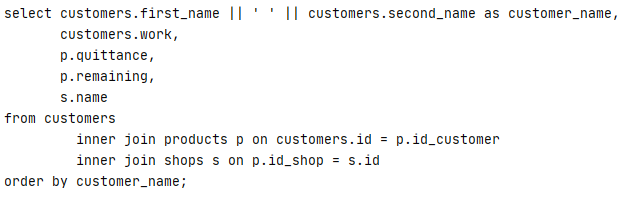 select customers.first_name || ' ' || customers.second_name as customer_name,
       customers.work,
       p.quittance,
       p.remaining,
       s.name
from customers
         inner join products p on customers.id = p.id_customer
         inner join shops s on p.id_shop = s.id
order by customer_name;